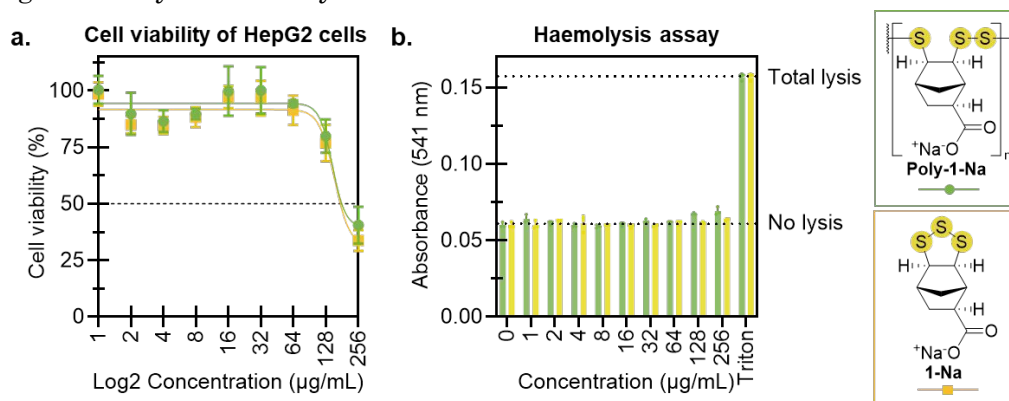 a.
Cell viability of HepG2 cells
Cell viability (%)
100
75
50
25
0
1
2
4
8
16
32
64
128
256
Log2 Concentration (µg/mL)
b.
Haemolysis assay
Absorbance (541 nm)
0.15
0.10
0.05
0.00
Total lysis
No lysis
0
1
2
4
8
16
32
64
128
256
Triton
Concentration (µg/mL)
S
S
S
H
H
H
O
+Na-O
n
Poly-1-Na
S
S
S
H
H
H
O
+Na-O
1-Na